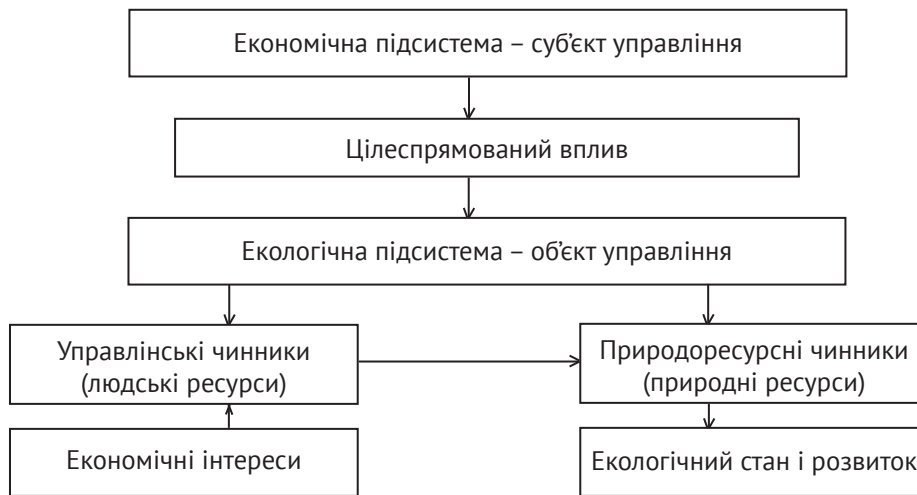 Економічна підсистема – суб’єкт управління
Цілеспрямований вплив
Екологічна підсистема – об’єкт управління
Управлінські чинники
(людські ресурси)
Природоресурсні чинники
(природні ресурси)
Економічні інтереси
Екологічний стан і розвиток